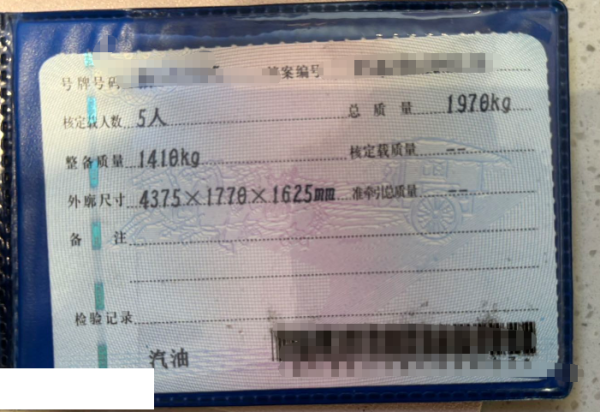 号牌号码 档案编号
核定载人数 5人 总质量 1970kg
整备质量 1410kg 核定载质量 --
外廓尺寸 4375×1770×1625mm 准牵引总质量 --
备注
检验记录
汽油